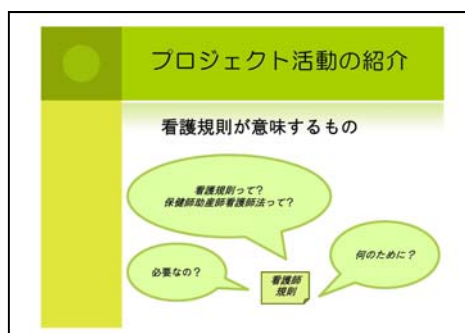 プロジェクト活動の紹介
看護規則が意味するもの
看護規則って?
保健師助産師看護師法って?
必要なの?
何のために?
看護師
規則